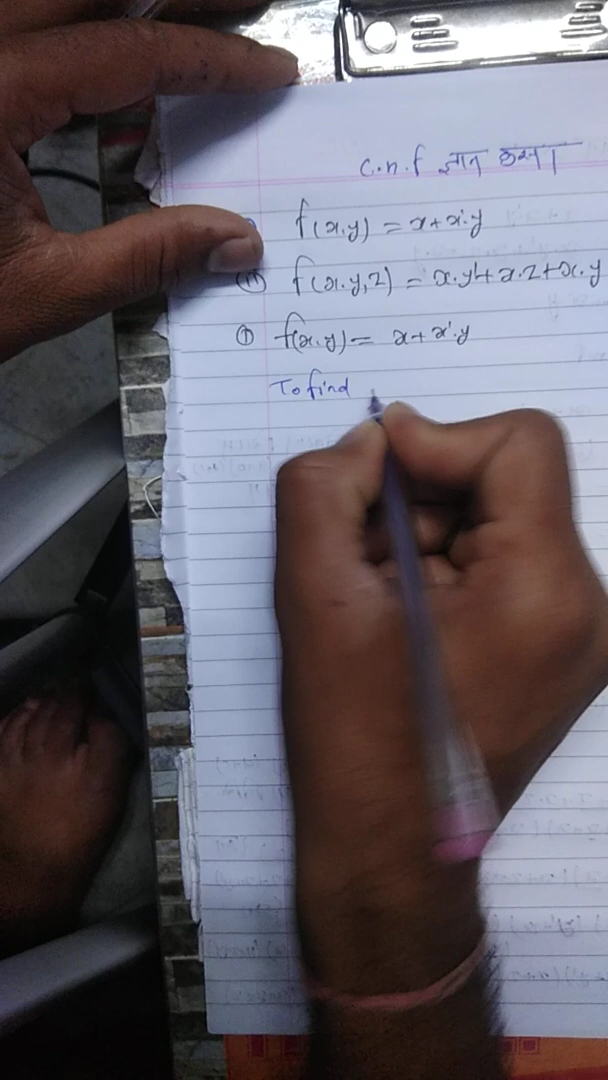 C.n.f ज्ञात करना।
f(x.y) = x+x'.y
(ii) f(x.y,z) = x.y'+x.z+x.y
(i) f(x.y) = x+x'.y
To find